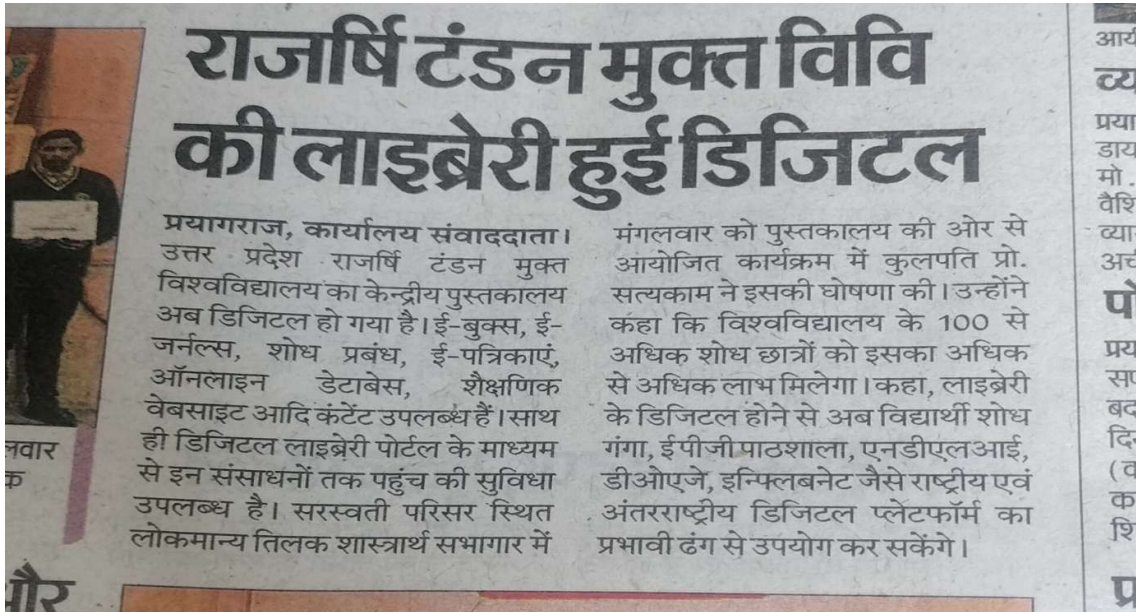 राजर्षि टंडन मुक्त विवि
की लाइब्रेरी हुई डिजिटल
प्रयागराज, कार्यालय संवाददाता।
उत्तर प्रदेश राजर्षि टंडन मुक्त
विश्वविद्यालय का केन्द्रीय पुस्तकालय
अब डिजिटल हो गया है। ई-बुक्स, ई-
जर्नल्स, शोध प्रबंध, ई-पत्रिकाएं,
ऑनलाइन डेटाबेस, शैक्षणिक
वेबसाइट आदि कंटेंट उपलब्ध हैं। साथ
ही डिजिटल लाइब्रेरी पोर्टल के माध्यम
से इन संसाधनों तक पहुंच की सुविधा
उपलब्ध है। सरस्वती परिसर स्थित
लोकमान्य तिलक शास्त्रार्थ सभागार में
मंगलवार को पुस्तकालय की ओर से
आयोजित कार्यक्रम में कुलपति प्रो.
सत्यकाम ने इसकी घोषणा की। उन्होंने
कहा कि विश्वविद्यालय के 100 से
अधिक शोध छात्रों को इसका अधिक
से अधिक लाभ मिलेगा। कहा, लाइब्रेरी
के डिजिटल होने से अब विद्यार्थी शोध
गंगा, ई पीजी पाठशाला, एनडीएलआई,
डीओएजे, इन्फ्लिबनेट जैसे राष्ट्रीय एवं
अंतरराष्ट्रीय डिजिटल प्लेटफॉर्म का
प्रभावी ढंग से उपयोग कर सकेंगे।